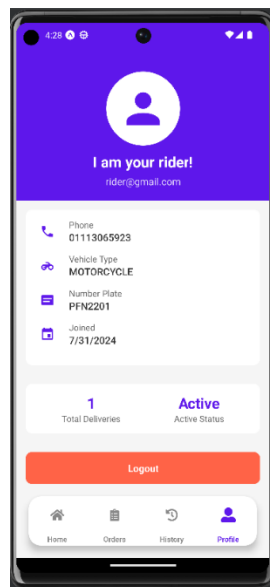 4:28
I am your rider!
rider@gmail.com
Phone
01113065923
Vehicle Type
MOTORCYCLE
Number Plate
PFN2201
Joined
7/31/2024
1 Active
Total Deliveries Active Status
Logout
Home Orders History Profile